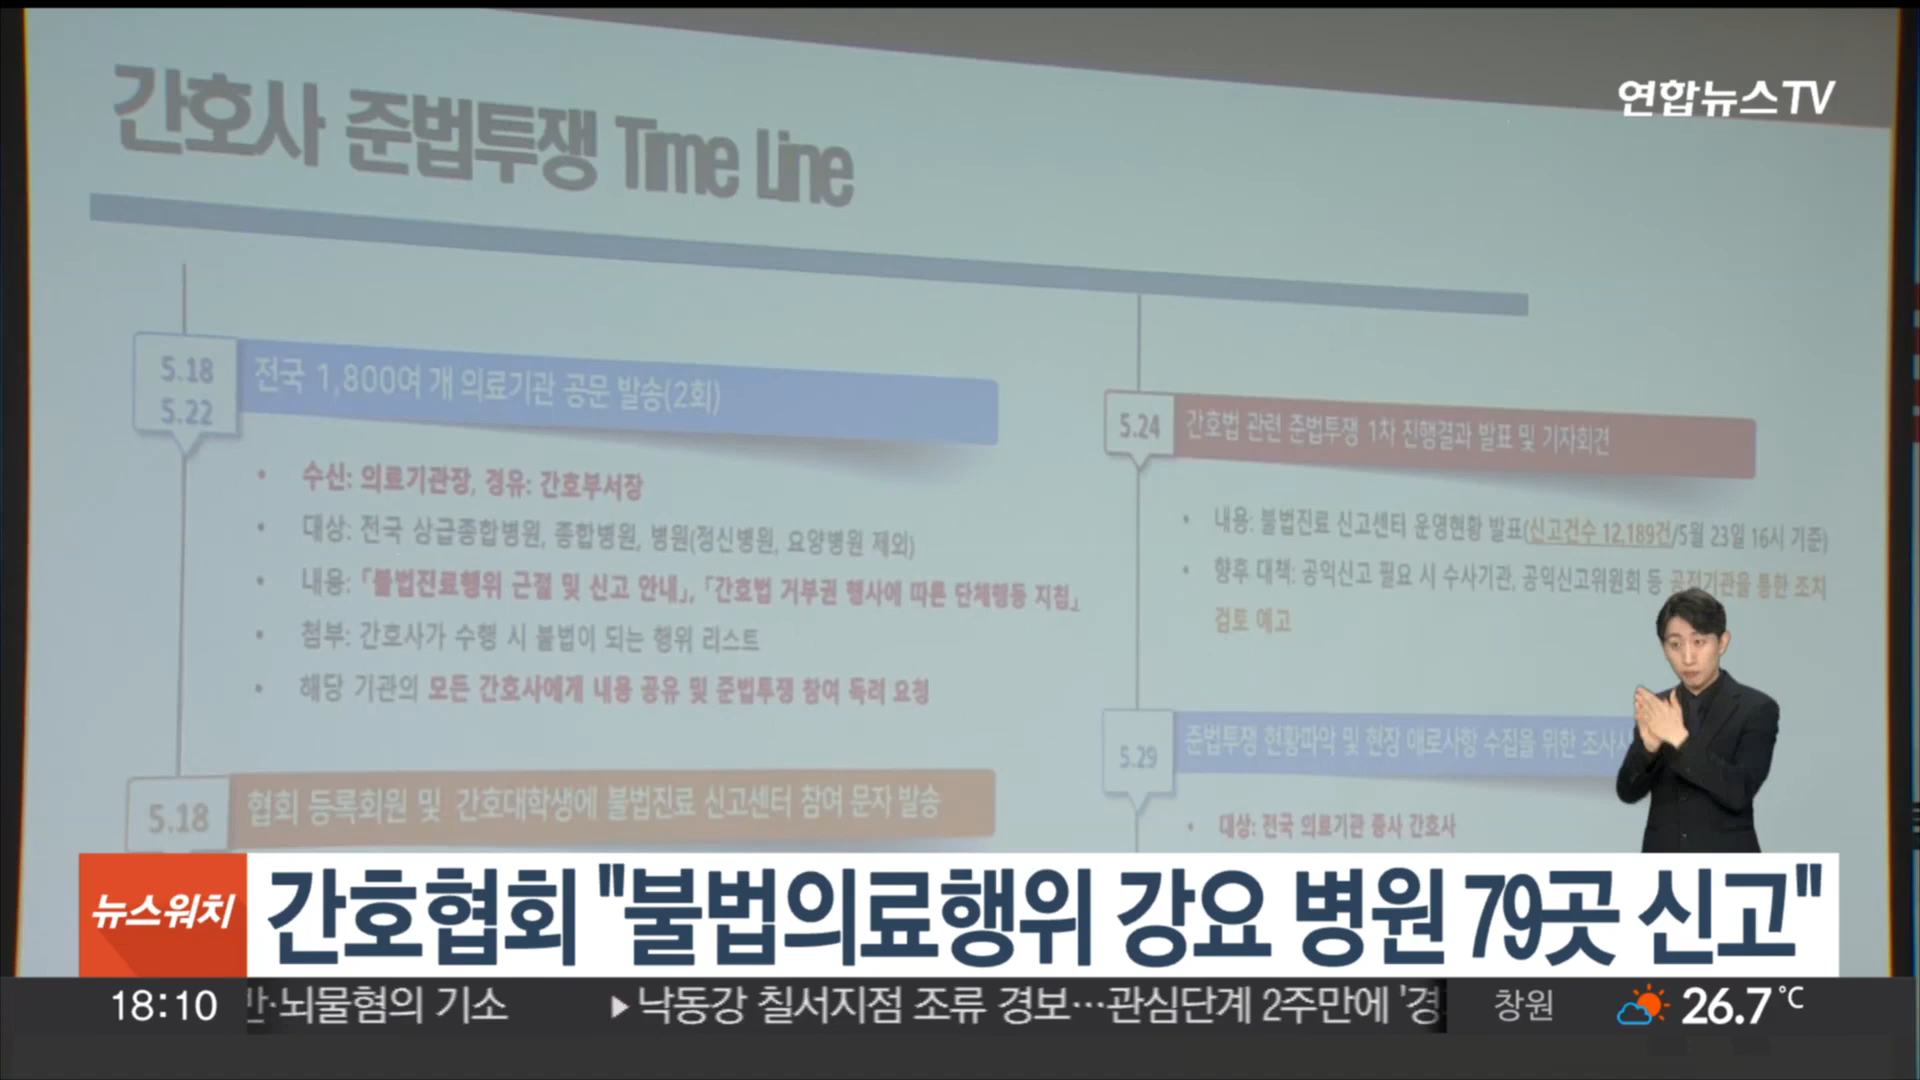 연합뉴스TV
간호사 준법투쟁 Time Line
5.18
5.22
전국 1,800여 개 의료기관 공문 발송(2회)
• 수신: 의료기관장, 경유: 간호부서장
• 대상: 전국 상급종합병원, 종합병원, 병원(정신병원, 요양병원 제외)
• 내용: 「불법진료행위 근절 및 신고 안내」, 「간호법 거부권 행사에 따른 단체행동 지침」
• 첨부: 간호사가 수행 시 불법이 되는 행위 리스트
• 해당 기관의 모든 간호사에게 내용 공유 및 준법투쟁 참여 독려 요청
5.18
협회 등록회원 및 간호대학생에 불법진료 신고센터 참여 문자 발송
5.24
간호법 관련 준법투쟁 1차 진행결과 발표 및 기자회견
• 내용: 불법진료 신고센터 운영현황 발표(신고건수 12,189건/5월 23일 16시 기준)
• 향후 대책: 공익신고 필요 시 수사기관, 공익신고위원회 등 공적기관을 통한 조치
검토 예고
5.29
준법투쟁 현황파악 및 현장 애로사항 수집을 위한
• 대상: 전국 의료기관 종사 간호사
뉴스워치
간호협회 "불법의료행위 강요 병원 79곳 신고"
18:10
·뇌물혐의 기소 ▶낙동강 칠서지점 조류 경보…관심단계 2주만에 '경
창원
26.7℃